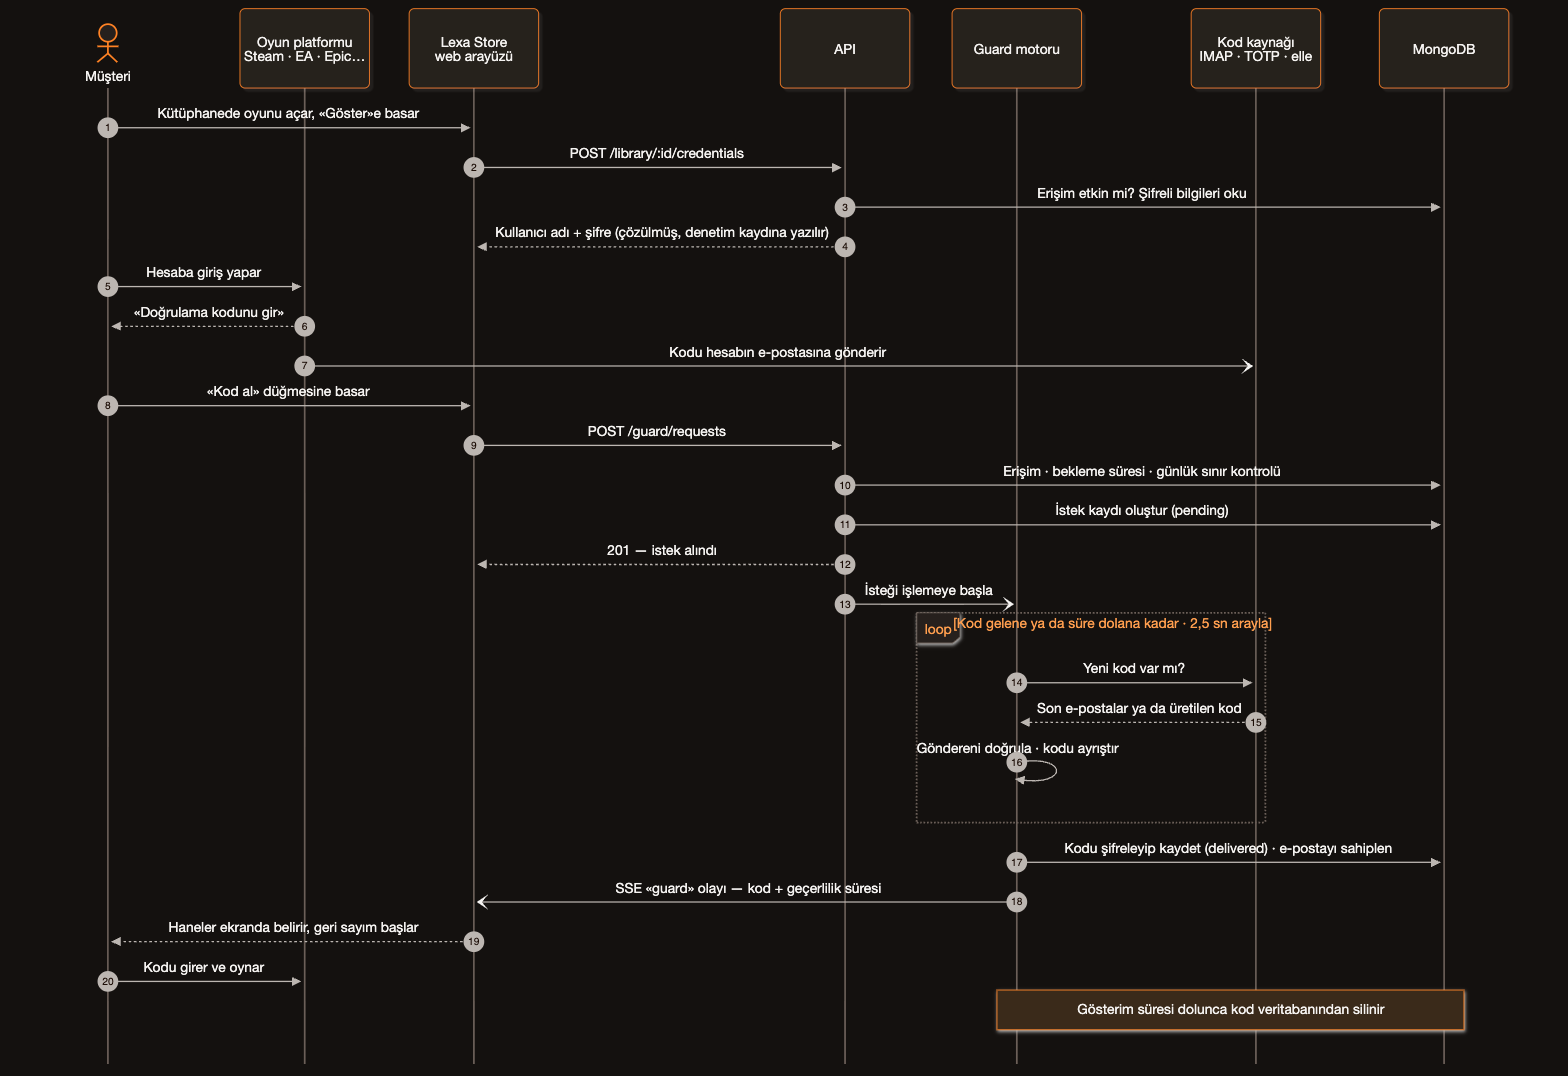 Müşteri
Oyun platformu
Steam · EA · Epic...
Lexa Store
web arayüzü
API
Guard motoru
Kod kaynağı
IMAP · TOTP · elle
MongoDB
1
Kütüphanede oyunu açar, «Göster»e basar
2
POST /library/:id/credentials
3
Erişim etkin mi? Şifreli bilgileri oku
4
Kullanıcı adı + şifre (çözülmüş, denetim kaydına yazılır)
5
Hesaba giriş yapar
6
«Doğrulama kodunu gir»
7
Kodu hesabın e-postasına gönderir
8
«Kod al» düğmesine basar
9
POST /guard/requests
10
Erişim · bekleme süresi · günlük sınır kontrolü
11
İstek kaydı oluştur (pending)
12
201 — istek alındı
13
İsteği işlemeye başla
loop
[Kod gelene ya da süre dolana kadar · 2,5 sn arayla]
14
Yeni kod var mı?
15
Son e-postalar ya da üretilen kod
16
Göndereni doğrula · kodu ayrıştır
17
Kodu şifreleyip kaydet (delivered) · e-postayı sahiplen
18
SSE «guard» olayı — kod + geçerlilik süresi
19
Haneler ekranda belirir, geri sayım başlar
20
Kodu girer ve oynar
Gösterim süresi dolunca kod veritabanından silinir